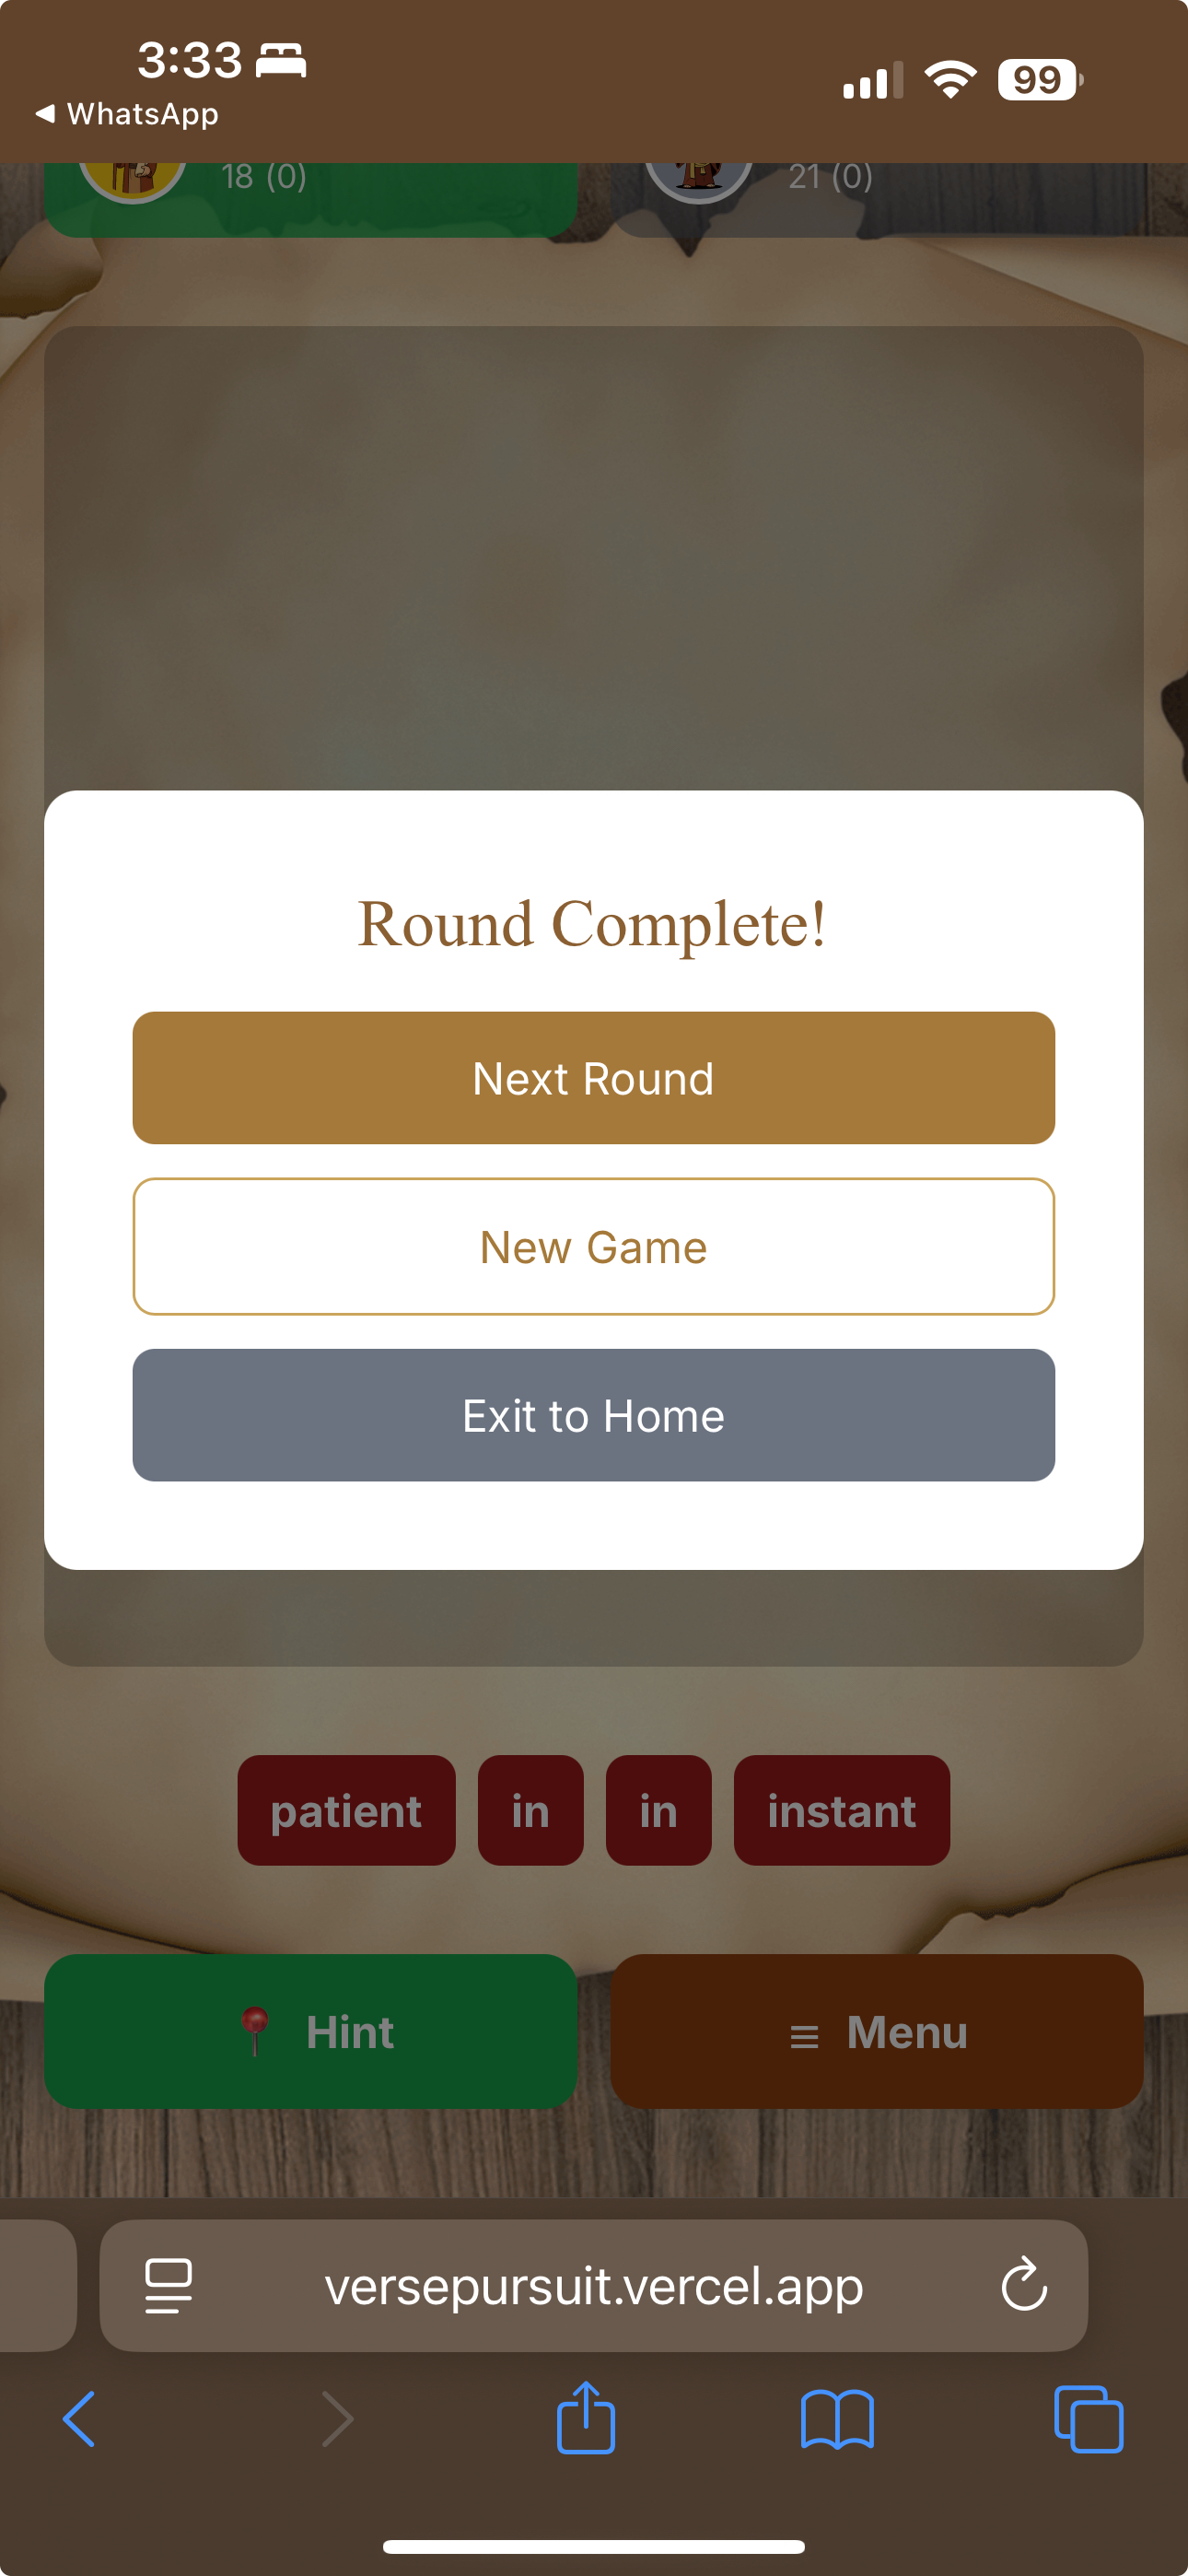 3:33
99
◀ WhatsApp
18 (0)
21 (0)
Round Complete!
Next Round
New Game
Exit to Home
patient in in instant
Hint
Menu
versepursuit.vercel.app